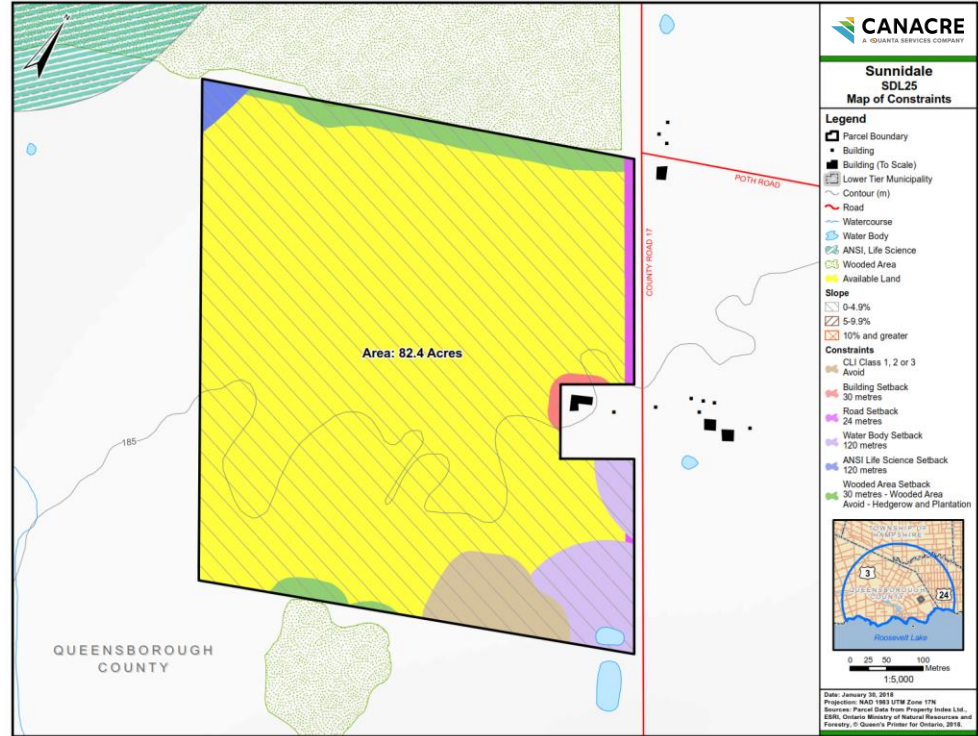 N
CANACRE
A QUANTA SERVICES COMPANY
Sunnidale
SDL25
Map of Constraints
Legend
Parcel Boundary
Building
Building (To Scale)
Lower Tier Municipality
Contour (m)
Road
Watercourse
Water Body
ANSI, Life Science
Wooded Area
Available Land
Slope
0-4.9%
5-9.9%
10% and greater
Constraints
CLI Class 1, 2 or 3
Avoid
Building Setback
30 metres
Road Setback
24 metres
Water Body Setback
120 metres
ANSI Life Science Setback
120 metres
Wooded Area Setback
30 metres - Wooded Area
Avoid - Hedgerow and Plantation
POTH ROAD
COUNTY ROAD 17
Area: 82.4 Acres
185
QUEENSBOROUGH
COUNTY
TOWNSHIP OF
HAMPSHIRE
3
QUEENSBOROUGH
COUNTY
24
Roosevelt Lake
0 25 50 100
Metres
1:5,000
Date: January 30, 2018
Projection: NAD 1983 UTM Zone 17N
Sources: Parcel Data from Property Index Ltd.,
ESRI, Ontario Ministry of Natural Resources and
Forestry, © Queen's Printer for Ontario, 2018.